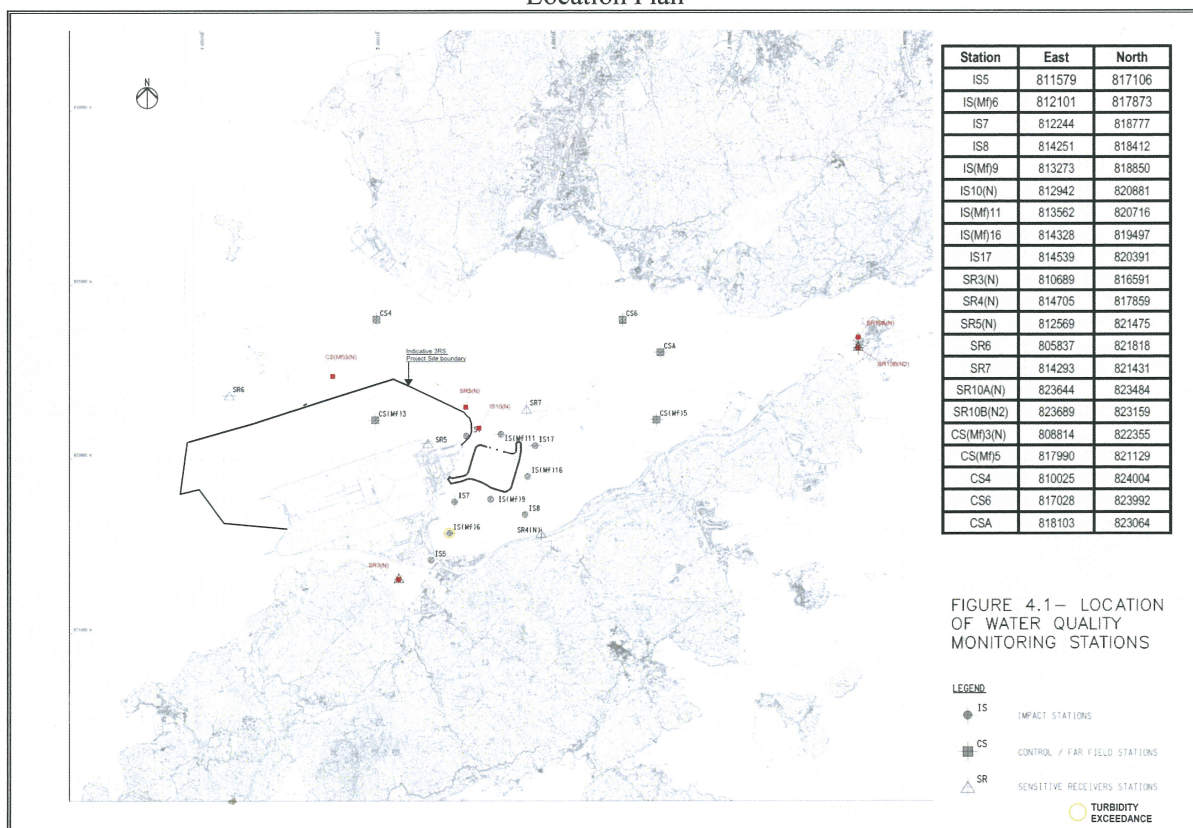 Location Plan
Station East North
IS5 811579 817106
IS(Mf)6 812101 817873
IS7 812244 818777
IS8 814251 818412
IS(Mf)9 813273 818850
IS10(N) 812942 820881
IS(Mf)11 813562 820716
IS(Mf)16 814328 819497
IS17 814539 820391
SR3(N) 810689 816591
SR4(N) 814705 817859
SR5(N) 812569 821475
SR6 805837 821818
SR7 814293 821431
SR10A(N) 823644 823484
SR10B(N2) 823689 823159
CS(Mf)3(N) 808814 822355
CS(Mf)5 817990 821129
CS4 810025 824004
CS6 817028 823992
CSA 818103 823064
N
CS4
CS6
CSA
SR10A(N)
SR10B(N2)
Indicative 3RS
Project Site boundary
CS(Mf)3(N)
SR6
SR5(N)
SR7
IS10(N)
CS(Mf)3
CS(Mf)5
IS(Mf)11
IS17
SR5
IS(Mf)16
IS7
IS(Mf)9
IS8
IS(Mf)6
SR4(N)
IS5
SR3(N)
FIGURE 4.1– LOCATION
OF WATER QUALITY
MONITORING STATIONS
LEGEND
IS IMPACT STATIONS
CS CONTROL / FAR FIELD STATIONS
SR SENSITIVE RECEIVERS STATIONS
TURBIDITY
EXCEEDANCE